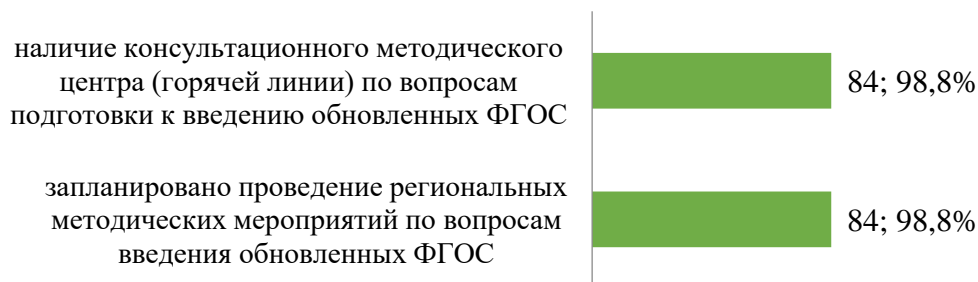 наличие консультационного методического
центра (горячей линии) по вопросам
подготовки к введению обновленных ФГОС
84; 98,8%
запланировано проведение региональных
методических мероприятий по вопросам
введения обновленных ФГОС
84; 98,8%